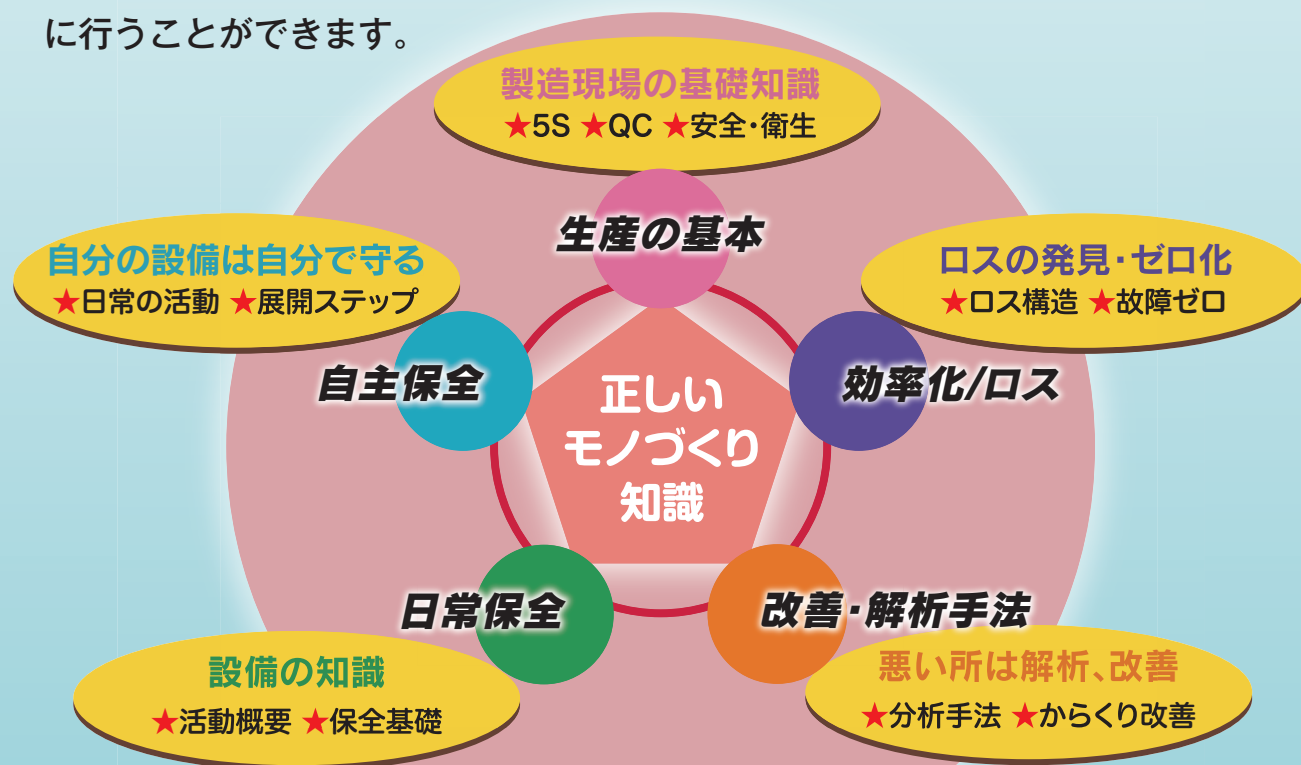 に行うことができます。
製造現場の基礎知識
★5S ★QC ★安全・衛生
生産の基本
自分の設備は自分で守る
★日常の活動 ★展開ステップ
自主保全
ロスの発見・ゼロ化
★ロス構造 ★故障ゼロ
効率化/ロス
正しい
モノづくり
知識
日常保全
設備の知識
★活動概要 ★保全基礎
改善・解析手法
悪い所は解析、改善
★分析手法 ★からくり改善